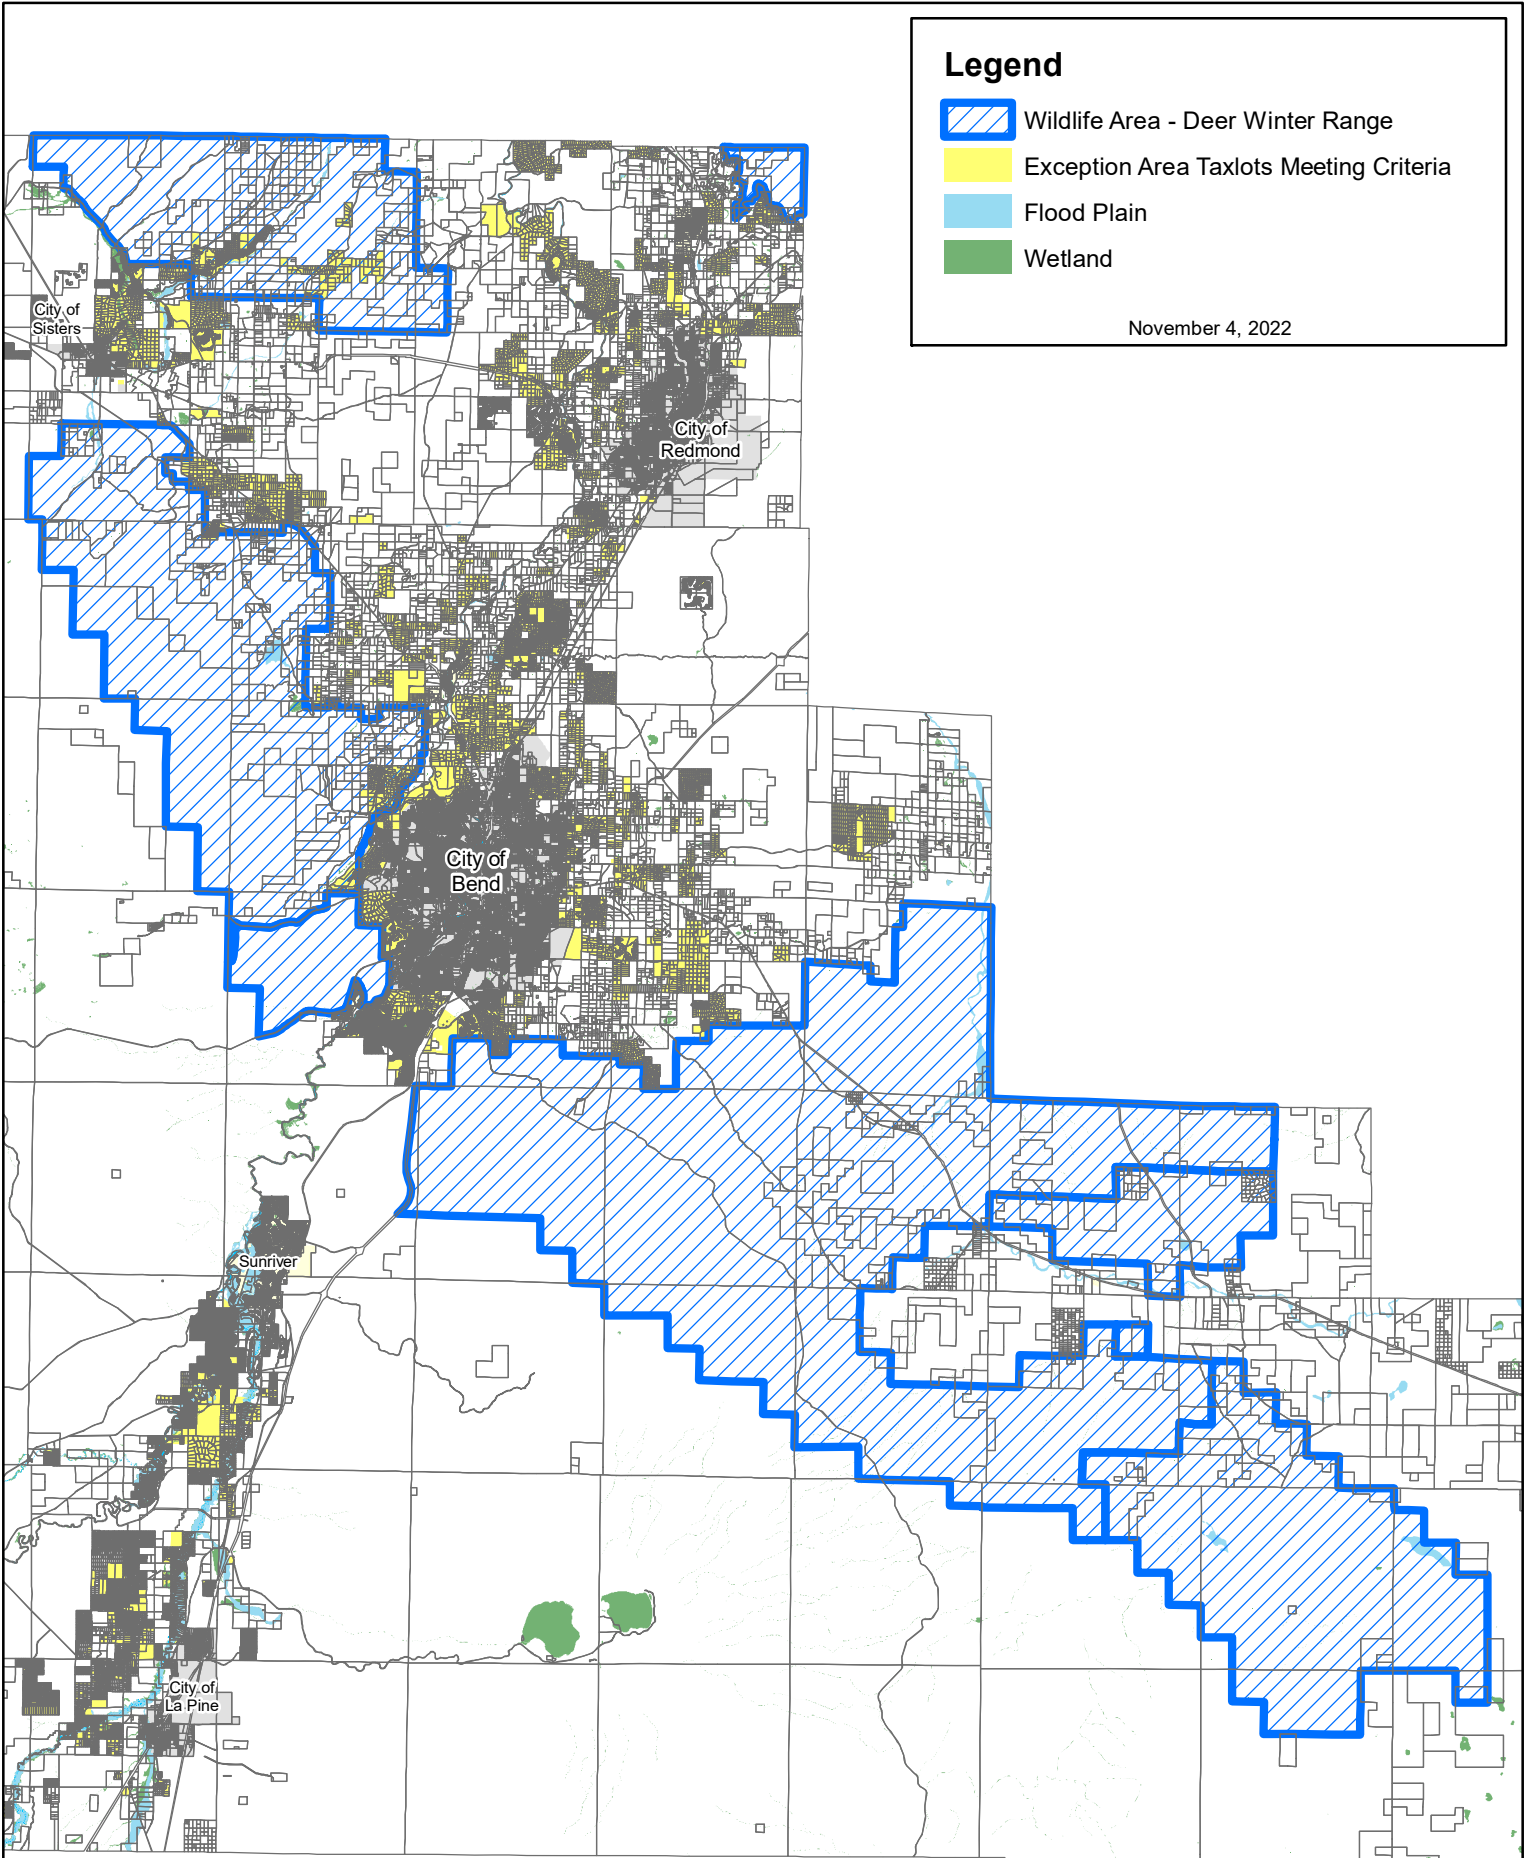 Legend
Wildlife Area - Deer Winter Range
Exception Area Taxlots Meeting Criteria
Flood Plain
Wetland
November 4, 2022
City of
Sisters
City of
Redmond
City of
Bend
Sunriver
City of
La Pine